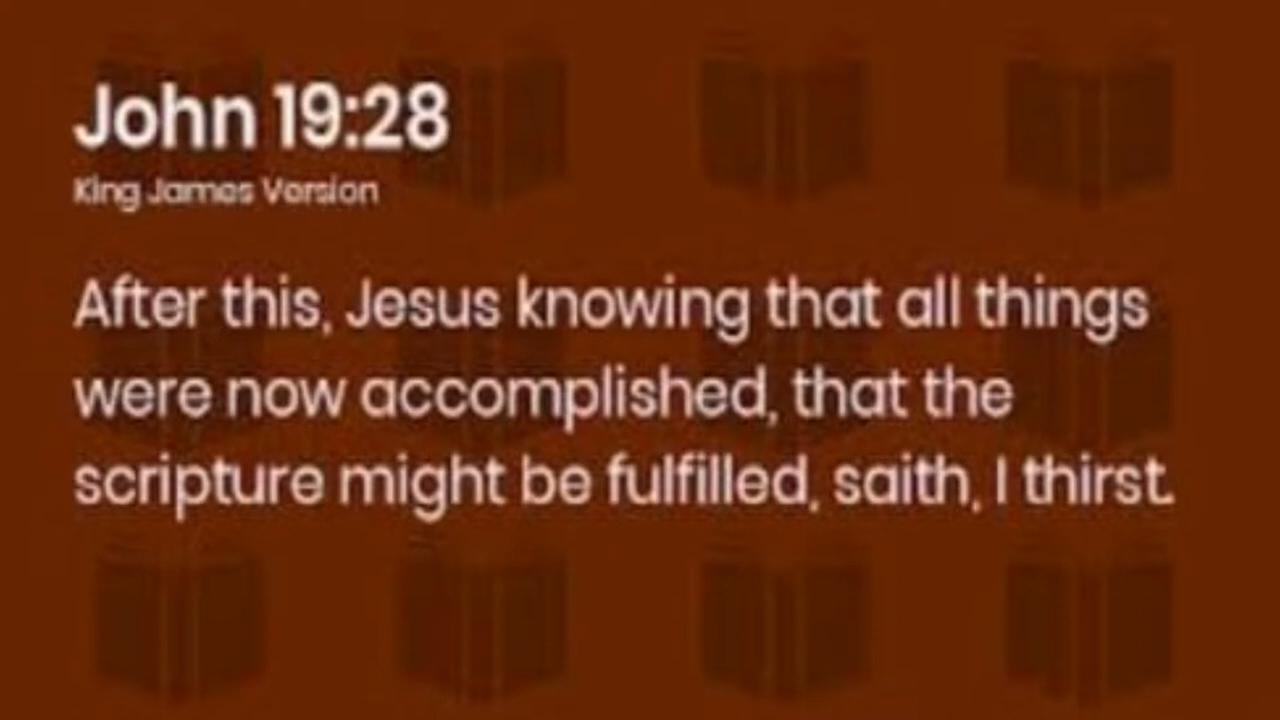 John 19:28
King James Version
After this, Jesus knowing that all things
were now accomplished, that the
scripture might be fulfilled, saith, I thirst.